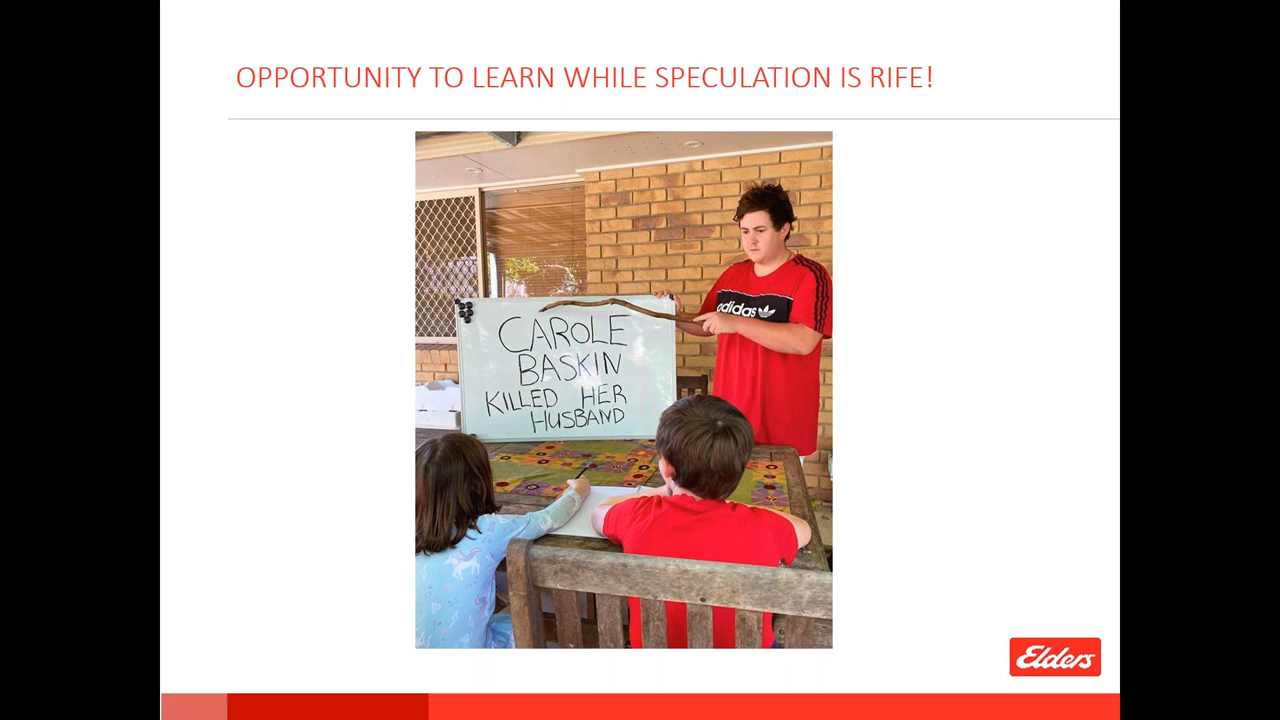 OPPORTUNITY TO LEARN WHILE SPECULATION IS RIFE!
adidas
CAROLE
BASKIN
KILLED HER
HUSBAND
Elders